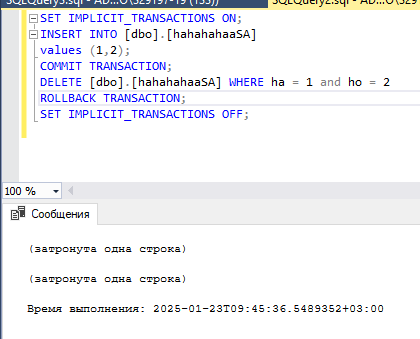 SET IMPLICIT_TRANSACTIONS ON;
INSERT INTO [dbo].[hahahahaaSA]
values (1,2);
COMMIT TRANSACTION;
DELETE [dbo].[hahahahaaSA] WHERE ha = 1 and ho = 2
ROLLBACK TRANSACTION;
SET IMPLICIT_TRANSACTIONS OFF;
100 %
Сообщения
(затронута одна строка)
(затронута одна строка)
Время выполнения: 2025-01-23T09:45:36.5489352+03:00